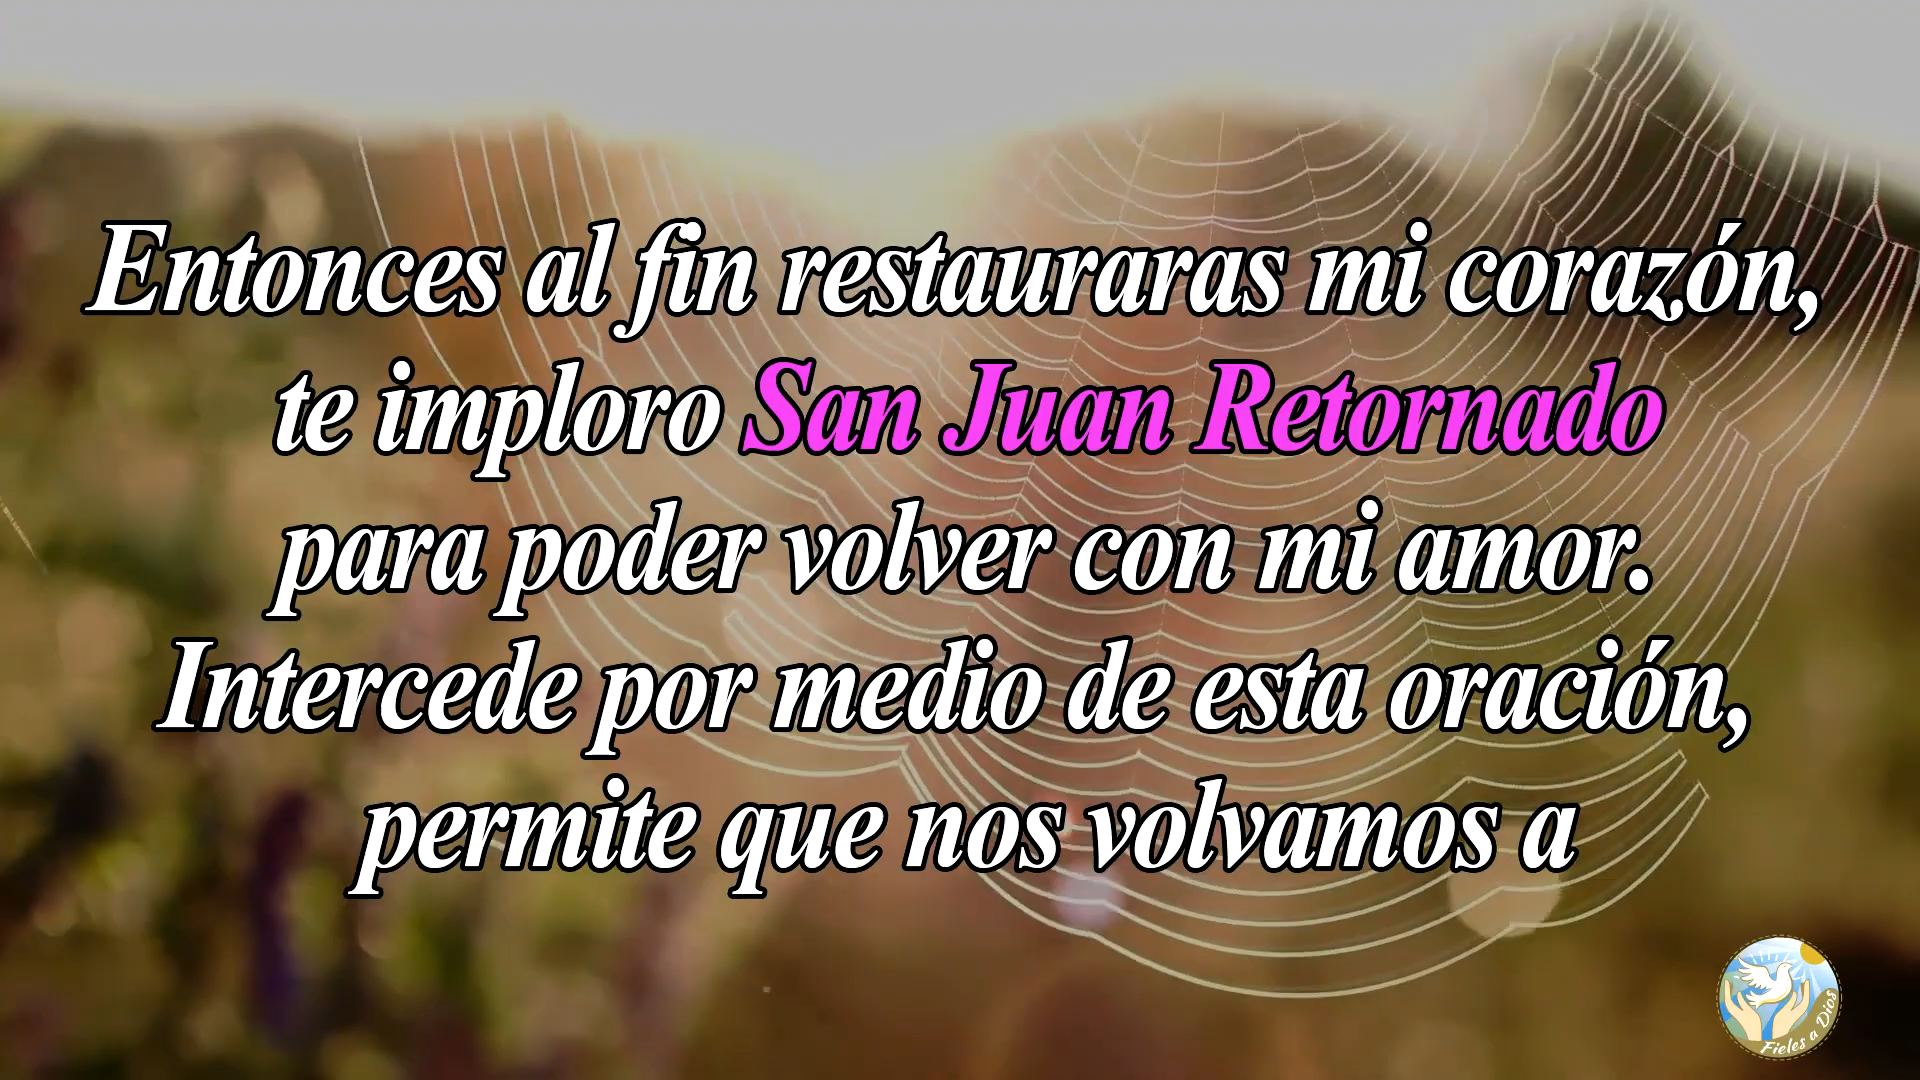 Entonces al fin restauraras mi corazón,
te imploro San Juan Retornado
para poder volver con mi amor.
Intercede por medio de esta oración,
permite que nos volvamos a
Fieles a Dios